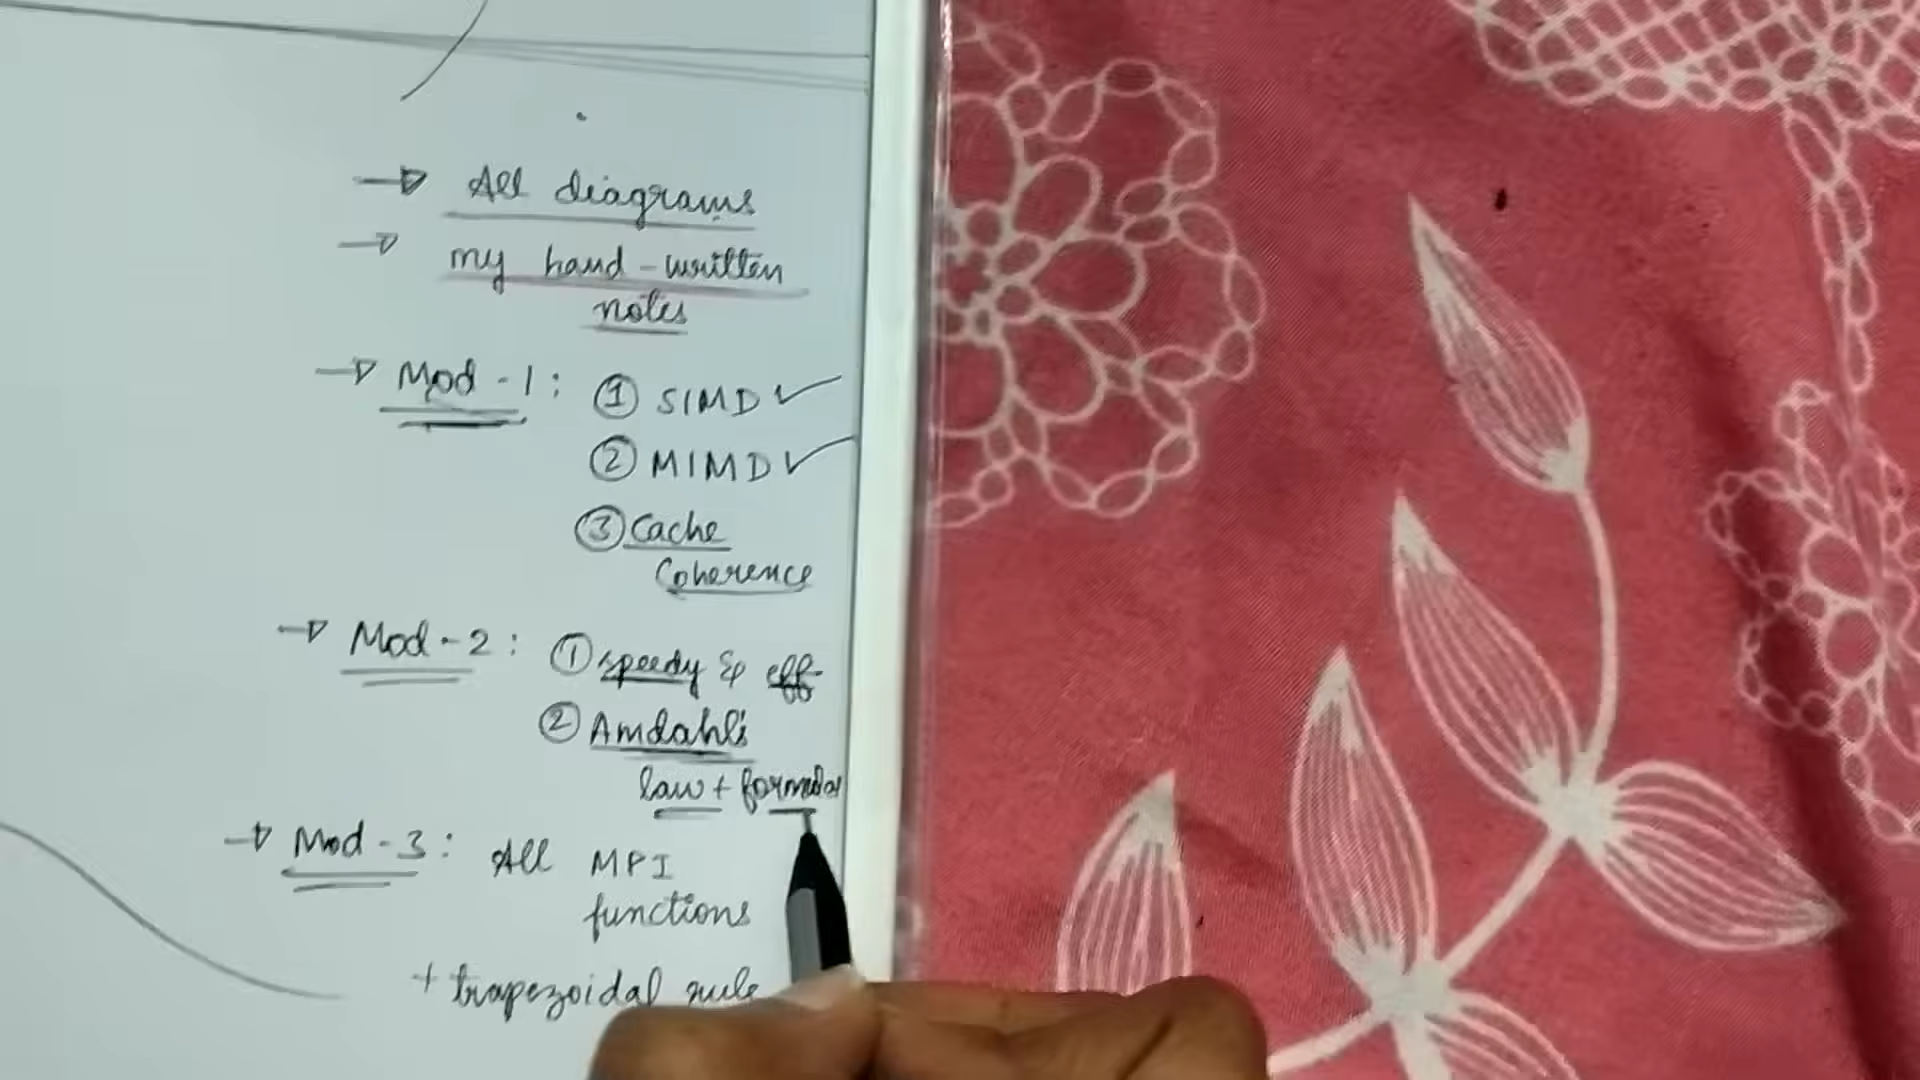 → All diagrams
→ my hand-written
notes
→ Mod-1: ① SIMD ✓
② MIMD ✓
③ Cache
Coherence
→ Mod-2: ① speedy & eff
② Amdahl's
law + formula
→ Mod-3: All MPI
functions
+ trapezoidal rule